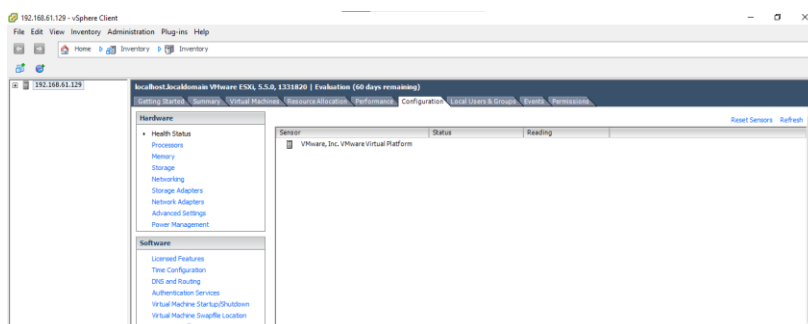 192.168.61.129 - vSphere Client
File Edit View Inventory Administration Plug-ins Help
Home Inventory Inventory
192.168.61.129
localhost.localdomain VMware ESXi, 5.5.0, 1331820 | Evaluation (60 days remaining)
Getting Started Summary Virtual Machines Resource Allocation Performance Configuration Local Users & Groups Events Permissions
Hardware
Health Status
Processors
Memory
Storage
Networking
Storage Adapters
Network Adapters
Advanced Settings
Power Management
Software
Licensed Features
Time Configuration
DNS and Routing
Authentication Services
Virtual Machine Startup/Shutdown
Virtual Machine Swapfile Location
Reset Sensors Refresh
Sensor Status Reading
VMware, Inc. VMware Virtual Platform